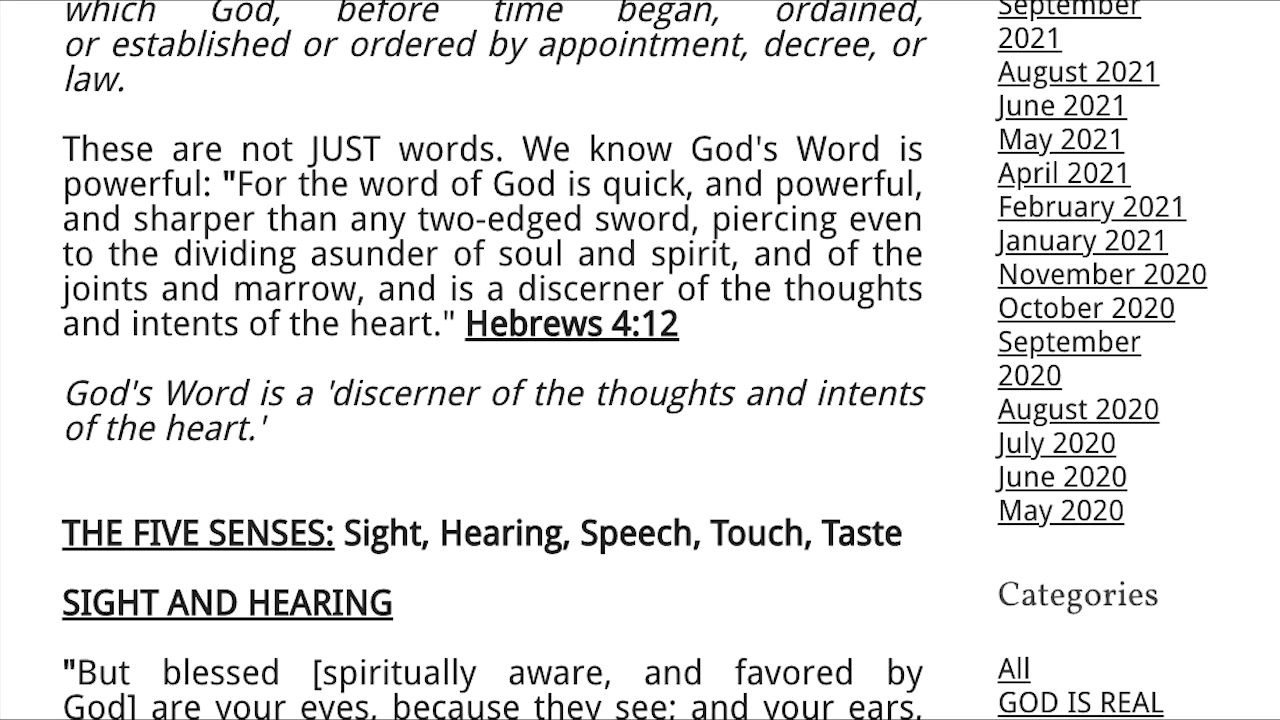 which God, before time began, ordained,
or established or ordered by appointment, decree, or
law.
These are not JUST words. We know God's Word is
powerful: "For the word of God is quick, and powerful,
and sharper than any two-edged sword, piercing even
to the dividing asunder of soul and spirit, and of the
joints and marrow, and is a discerner of the thoughts
and intents of the heart." Hebrews 4:12
God's Word is a 'discerner of the thoughts and intents
of the heart.'
THE FIVE SENSES: Sight, Hearing, Speech, Touch, Taste
SIGHT AND HEARING
"But blessed [spiritually aware, and favored by
God] are your eyes, because they see; and your ears,
September
2021
August 2021
June 2021
May 2021
April 2021
February 2021
January 2021
November 2020
October 2020
September
2020
August 2020
July 2020
June 2020
May 2020
Categories
All
GOD IS REAL